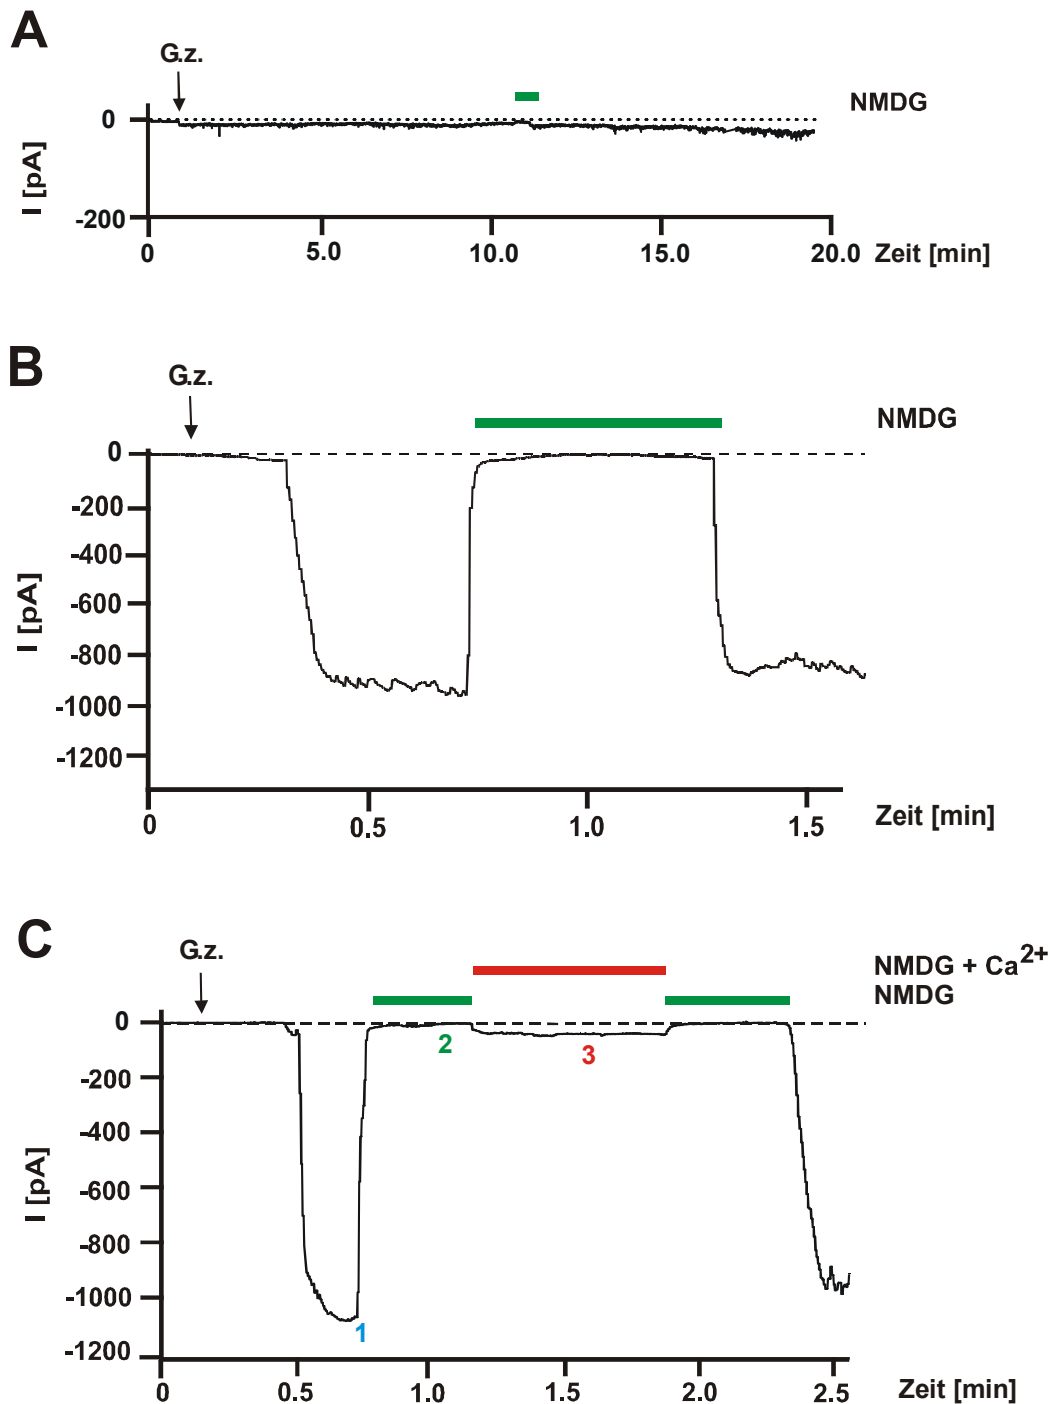 A
G.z.
NMDG
0
-200
I [pA]
0 5.0 10.0 15.0 20.0 Zeit [min]
B
G.z.
NMDG
0
-200
-400
-600
-800
-1000
-1200
I [pA]
0 0.5 1.0 1.5 Zeit [min]
C
G.z.
NMDG + Ca²⁺
NMDG
0
2
3
-200
-400
-600
-800
-1000
1
-1200
I [pA]
0 0.5 1.0 1.5 2.0 2.5 Zeit [min]